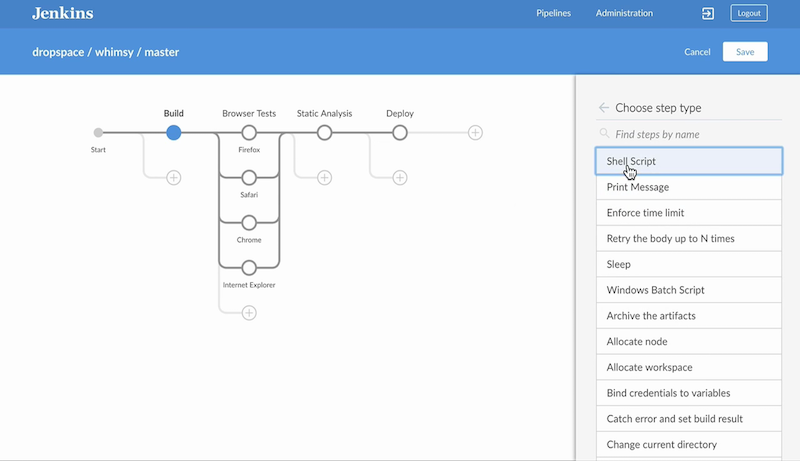 Jenkins
Pipelines Administration Logout
dropspace / whimsy / master
Cancel Save
Build Browser Tests Static Analysis Deploy
Start
Firefox
Safari
Chrome
Internet Explorer
Choose step type
Find steps by name
Shell Script
Print Message
Enforce time limit
Retry the body up to N times
Sleep
Windows Batch Script
Archive the artifacts
Allocate node
Allocate workspace
Bind credentials to variables
Catch error and set build result
Change current directory